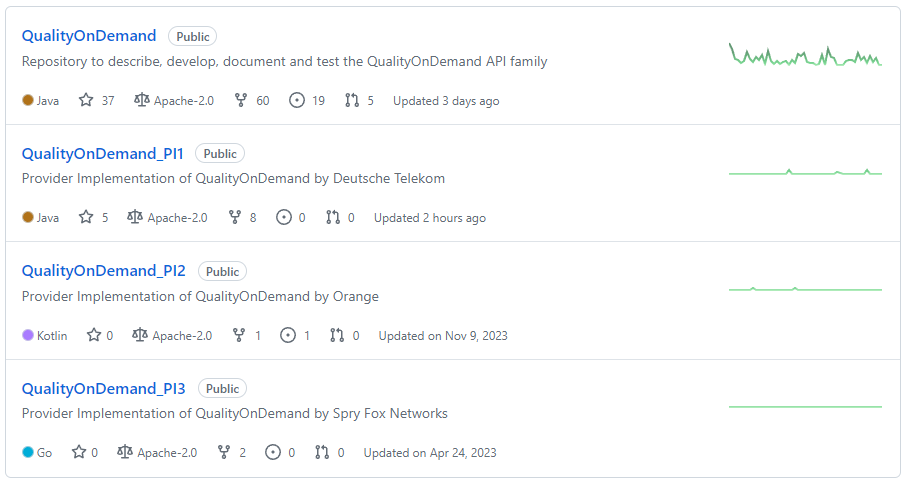 QualityOnDemand Public
Repository to describe, develop, document and test the QualityOnDemand API family
Java 37 Apache-2.0 60 19 5 Updated 3 days ago
QualityOnDemand_PI1 Public
Provider Implementation of QualityOnDemand by Deutsche Telekom
Java 5 Apache-2.0 8 0 0 Updated 2 hours ago
QualityOnDemand_PI2 Public
Provider Implementation of QualityOnDemand by Orange
Kotlin 0 Apache-2.0 1 1 0 Updated on Nov 9, 2023
QualityOnDemand_PI3 Public
Provider Implementation of QualityOnDemand by Spry Fox Networks
Go 0 Apache-2.0 2 0 0 Updated on Apr 24, 2023